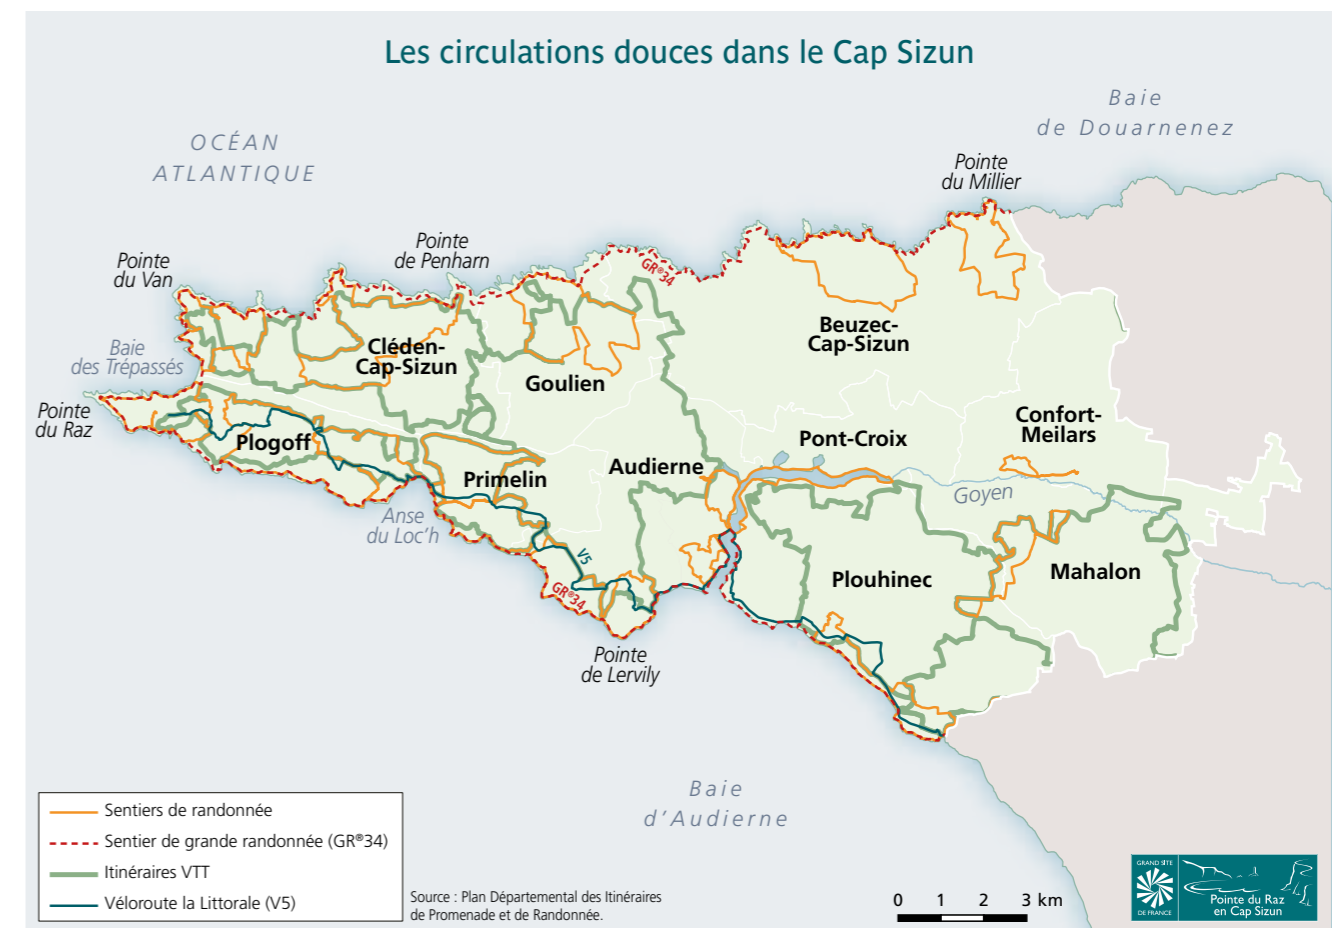 Les circulations douces dans le Cap Sizun
Baie
de Douarnenez
OCÉAN
ATLANTIQUE
Pointe
du Millier
Pointe
de Penharn
Pointe
du Van
GR®34
Baie
des Trépassés
Cléden-
Cap-Sizun
Beuzec-
Cap-Sizun
Goulien
Pointe
du Raz
Confort-
Meilars
Plogoff
Pont-Croix
Audierne
Primelin
Goyen
Anse
du Loc'h
V5
Plouhinec
Mahalon
GR®34
Pointe
de Lervily
Baie
d'Audierne
Sentiers de randonnée
Sentier de grande randonnée (GR®34)
Itinéraires VTT
Véloroute la Littorale (V5)
Source : Plan Départemental des Itinéraires
de Promenade et de Randonnée.
0 1 2 3 km
GRAND SITE
DE FRANCE
Pointe du Raz
en Cap Sizun